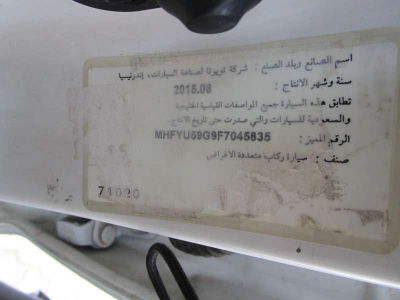 اسم الصانع وبلد الصنع : شركة تويوتا لصناعة السيارات، إندونيسيا
سنة وشهر الانتاج : 2015.08
تطابق هذه السيارة جميع المواصفات القياسية الخليجية
والسعودية للسيارات والتي صدرت حتى تاريخ الانتاج.
الرقم المميز : MHFYU59G9F7045835
صنف : سيارة ركاب متعددة الاغراض
71020